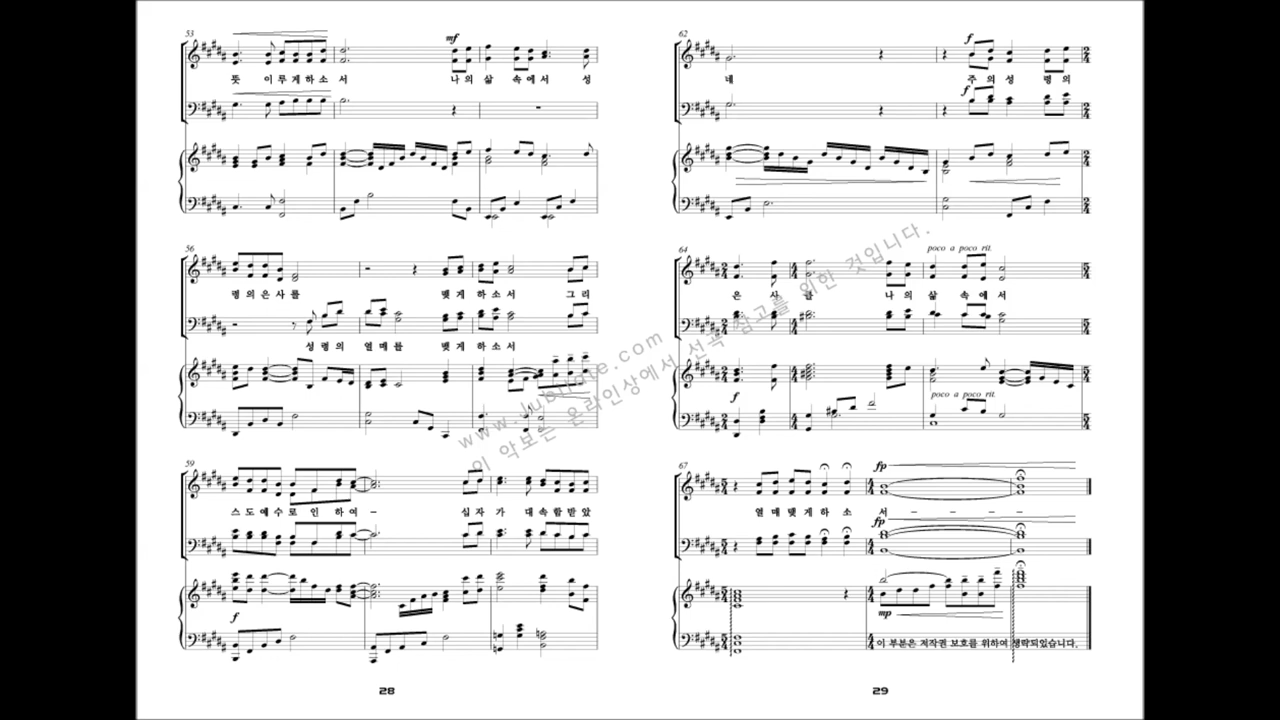 53
mf
뜻 이루게하소 서 나의 삶 속에서 성
56
령의은사를 맺게 하소서 그리
성령의 열매를 맺게하소서
59
스도예수로 인 하여- 십자 가 대속함받았
f
28
62
f
네 주의성 령의
f
64
poco a poco rit.
은 사 를 나의 삶 속에서
f
poco a poco rit.
67
fp
열매맺게하소 서 - - - -
fp
mp
이 부분은 저작권 보호를 위하여 생략되었습니다.
29
www.jubilate.com
이 악보는 온라인상에서 선곡 참고를 위한 것입니다.